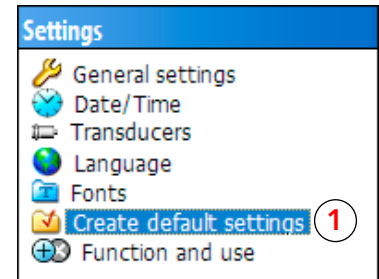 Settings
General settings
Date/Time
Transducers
Language
Fonts
Create default settings 1
Function and use